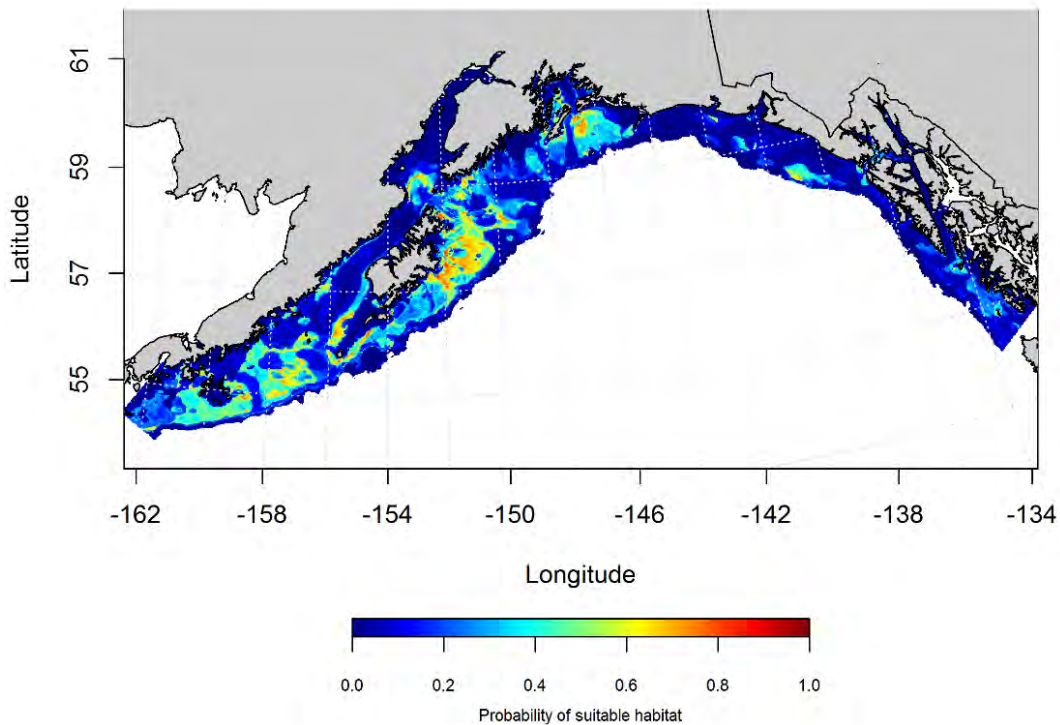 61
59
57
55
Latitude
-162 -158 -154 -150 -146 -142 -138 -134
Longitude
0.0 0.2 0.4 0.6 0.8 1.0
Probability of suitable habitat